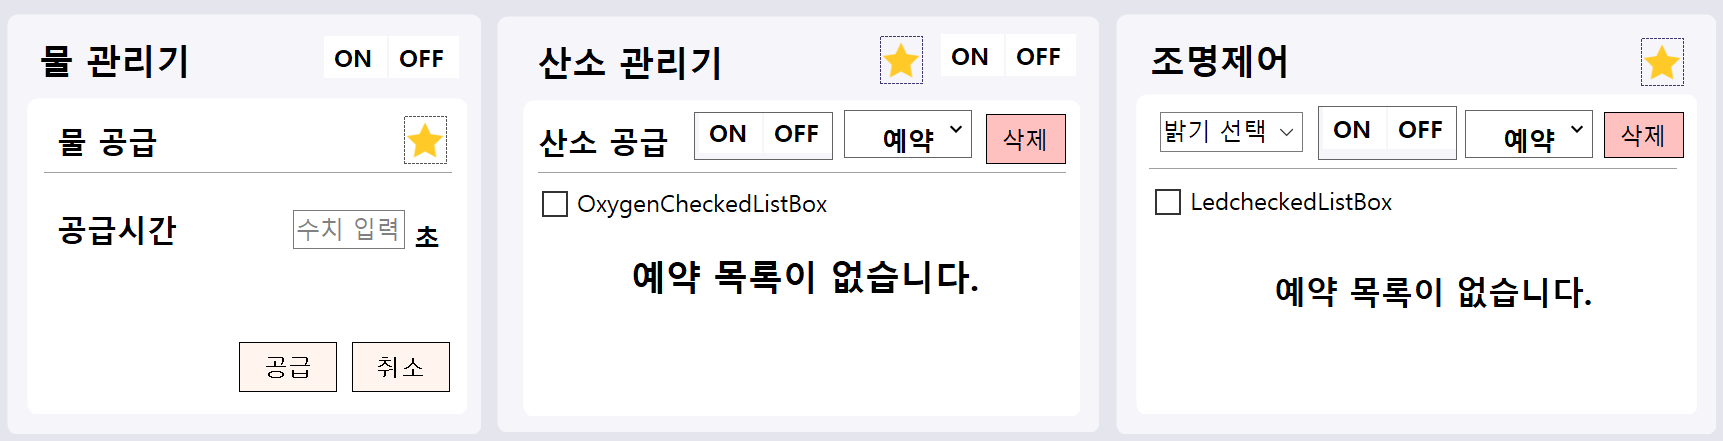 물 관리기 ON OFF
물 공급
공급시간 수치 입력 초
공급 취소
산소 관리기 ON OFF
산소 공급 ON OFF 예약 삭제
OxygenCheckedListBox
예약 목록이 없습니다.
조명제어
밝기 선택 ON OFF 예약 삭제
LedcheckedListBox
예약 목록이 없습니다.